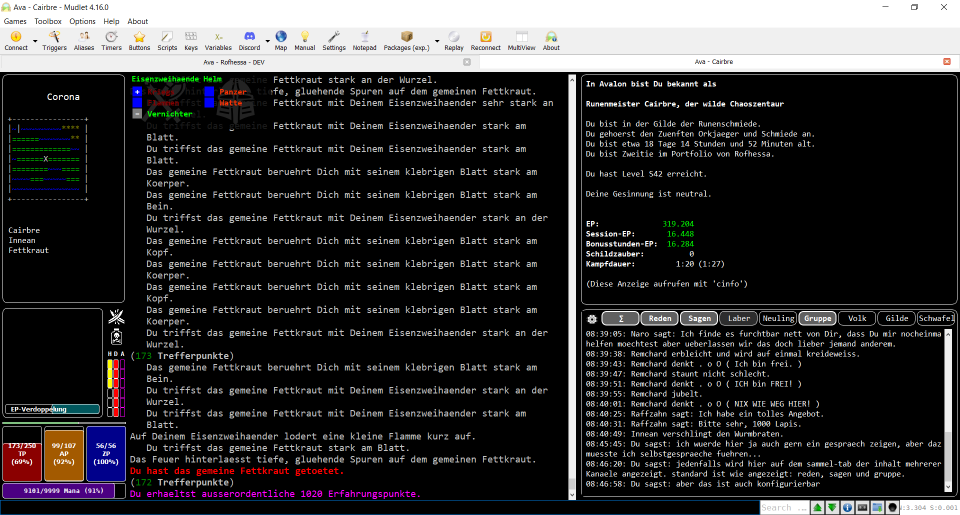 Ava - Cairbre - Mudlet 4.16.0
Games Toolbox Options Help About
Connect Triggers Aliases Timers Buttons Scripts Keys Variables Discord Map Manual Settings Notepad Packages (exp.) Replay Reconnect MultiView About
Ava - Rofhessa - DEV
Ava - Cairbre
Corona
Cairbre
Innean
Fettkraut
EP-Verdoppelung
H D A
173/250
TP
(69%)
99/107
AP
(92%)
56/56
ZP
(100%)
9101/9999 Mana (91%)
Eisenzweihaende Helm
Panzer
Matte
Vernichter
Fettkraut stark an der Wurzel.
tiefe, gluehende Spuren auf dem gemeinen Fettkraut.
Fettkraut mit Deinem Eisenzweihaender sehr stark an
Du triffst das gemeine Fettkraut mit Deinem Eisenzweihaender stark am
Blatt.
Du triffst das gemeine Fettkraut mit Deinem Eisenzweihaender stark am
Blatt.
Das gemeine Fettkraut beruehrt Dich mit seinem klebrigen Blatt stark am
Koerper.
Das gemeine Fettkraut beruehrt Dich mit seinem klebrigen Blatt stark am
Bein.
Du triffst das gemeine Fettkraut mit Deinem Eisenzweihaender stark an der
Wurzel.
Das gemeine Fettkraut beruehrt Dich mit seinem klebrigen Blatt stark am
Kopf.
Das gemeine Fettkraut beruehrt Dich mit seinem klebrigen Blatt stark am
Koerper.
Das gemeine Fettkraut beruehrt Dich mit seinem klebrigen Blatt stark am
Kopf.
Das gemeine Fettkraut beruehrt Dich mit seinem klebrigen Blatt stark am
Koerper.
Du triffst das gemeine Fettkraut mit Deinem Eisenzweihaender stark an der
Wurzel.
(173 Trefferpunkte)
Das gemeine Fettkraut beruehrt Dich mit seinem klebrigen Blatt stark am
Bein.
Du triffst das gemeine Fettkraut mit Deinem Eisenzweihaender stark an der
Wurzel.
Du triffst das gemeine Fettkraut mit Deinem Eisenzweihaender stark am
Blatt.
Auf Deinem Eisenzweihaender lodert eine kleine Flamme kurz auf.
Du triffst das gemeine Fettkraut stark am Blatt.
Das Feuer hinterlaesst tiefe, gluehende Spuren auf dem gemeinen Fettkraut.
Du hast das gemeine Fettkraut getoetet.
(172 Trefferpunkte)
Du erhaeltst ausserordentliche 1020 Erfahrungspunkte.
In Avalon bist Du bekannt als
Runenmeister Cairbre, der wilde Chaoszentaur
Du bist in der Gilde der Runenschmiede.
Du gehoerst den Zuenften Orkjaeger und Schmiede an.
Du bist etwa 18 Tage 14 Stunden und 52 Minuten alt.
Du bist Zweitie im Portfolio von Rofhessa.
Du hast Level 542 erreicht.
Deine Gesinnung ist neutral.
EP: 319.204
Session-EP: 16.448
Bonusstunden-EP: 16.284
Schildzauber: 0
Kampfdauer: 1:20 (1:27)
(Diese Anzeige aufrufen mit 'cinfo')
Σ Reden Sagen Laber Neuling Gruppe Volk Gilde Schwafel
08:39:05: Naro sagt: Ich finde es furchtbar nett von Dir, dass Du mir nocheinma
helfen moechtest aber ueberlassen wir das doch lieber jemand anderem.
08:39:38: Remchard erbleicht und wird auf einmal kreideweiss.
08:39:43: Remchard denkt . o O ( Ich bin frei. )
08:39:47: Remchard staunt nicht schlecht.
08:39:51: Remchard denkt . o O ( ICH bin FREI! )
08:39:55: Remchard jubelt.
08:40:01: Remchard denkt . o O ( NIX WIE WEG HIER! )
08:40:25: Raffzahn sagt: Ich habe ein tolles Angebot.
08:40:31: Raffzahn sagt: Bitte sehr, 1000 Lapis.
08:40:49: Innean verschlingt den Wurmbraten.
08:45:45: Du sagst: ich wuerde hier ja auch gern ein gespraech zeigen, aber daz
muesste ich selbstgespraeche fuehren...
08:46:20: Du sagst: jedenfalls wird hier auf dem sammel-tab der inhalt mehrerer
Kanaele angezeigt. standard ist wie angezeigt: reden, sagen und gruppe.
08:46:58: Du sagst: aber das ist auch konfigurierbar
Search ...
N:3.304 S:0.001